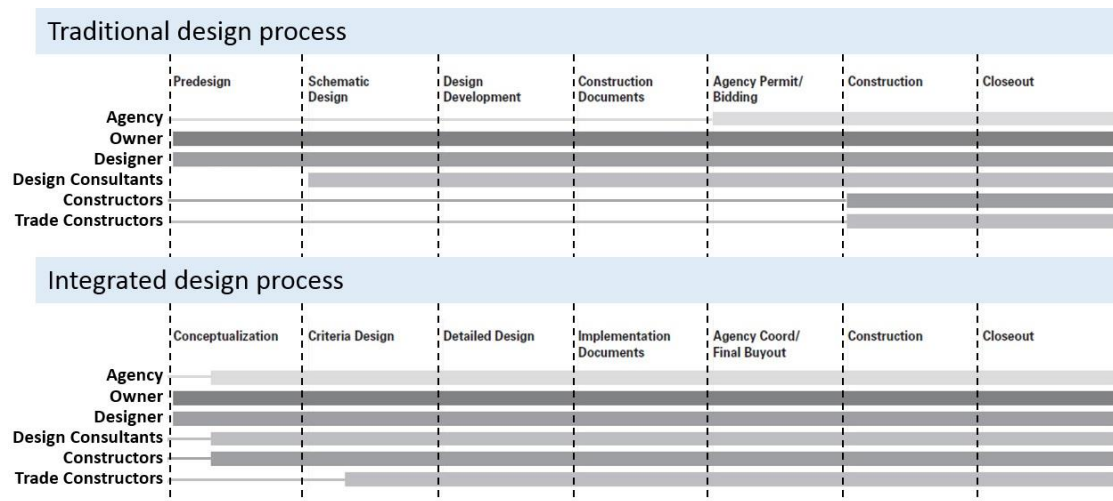 Traditional design process
Predesign
Schematic
Design
Design
Development
Construction
Documents
Agency Permit/
Bidding
Construction
Closeout
Agency
Owner
Designer
Design Consultants
Constructors
Trade Constructors
Integrated design process
Conceptualization
Criteria Design
Detailed Design
Implementation
Documents
Agency Coord/
Final Buyout
Construction
Closeout
Agency
Owner
Designer
Design Consultants
Constructors
Trade Constructors